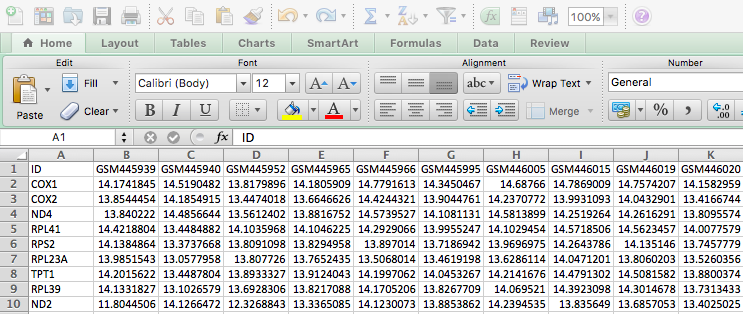 100%
Home Layout Tables Charts SmartArt Formulas Data Review
Edit Font Alignment Number
Fill Calibri (Body) 12 A A abc Wrap Text General
Paste Clear B I U A Merge % , .0 .00
A1 fx ID
A B C D E F G H I J K
1 ID GSM445939 GSM445940 GSM445952 GSM445965 GSM445966 GSM445995 GSM446005 GSM446015 GSM446019 GSM446020
2 COX1 14.1741845 14.5190482 13.8179896 14.1805909 14.7791613 14.3450467 14.68766 14.7869009 14.7574207 14.1582959
3 COX2 13.8544454 14.1854915 13.4474018 13.6646626 14.4244321 13.9044761 14.2370772 13.9931093 14.0432901 13.4166744
4 ND4 13.840222 14.4856644 13.5612402 13.8816752 14.5739527 14.1081131 14.5813899 14.2519264 14.2616291 13.8095574
5 RPL41 14.4218804 13.4484882 14.1035968 14.1046225 14.2929066 13.9955247 14.1029454 14.5718506 14.5623457 14.0077579
6 RPS2 14.1384864 13.3737668 13.8091098 13.8294958 13.897014 13.7186942 13.9696975 14.2643786 14.135146 13.7457779
7 RPL23A 13.9851543 13.0577958 13.807726 13.7652435 13.5068014 13.4619198 13.6286114 14.0471201 13.8060203 13.5260356
8 TPT1 14.2015622 13.4487804 13.8933327 13.9124043 14.1997062 14.0453267 14.2141676 14.4791302 14.5081582 13.8800374
9 RPL39 14.1331827 13.1026579 13.6928306 13.8217088 14.1705206 13.8267709 14.069521 14.3923098 14.3014678 13.7313433
10 ND2 11.8044506 14.1266472 12.3268843 13.3365085 14.1230073 13.8853862 14.2394535 13.835649 13.6857053 13.4025025